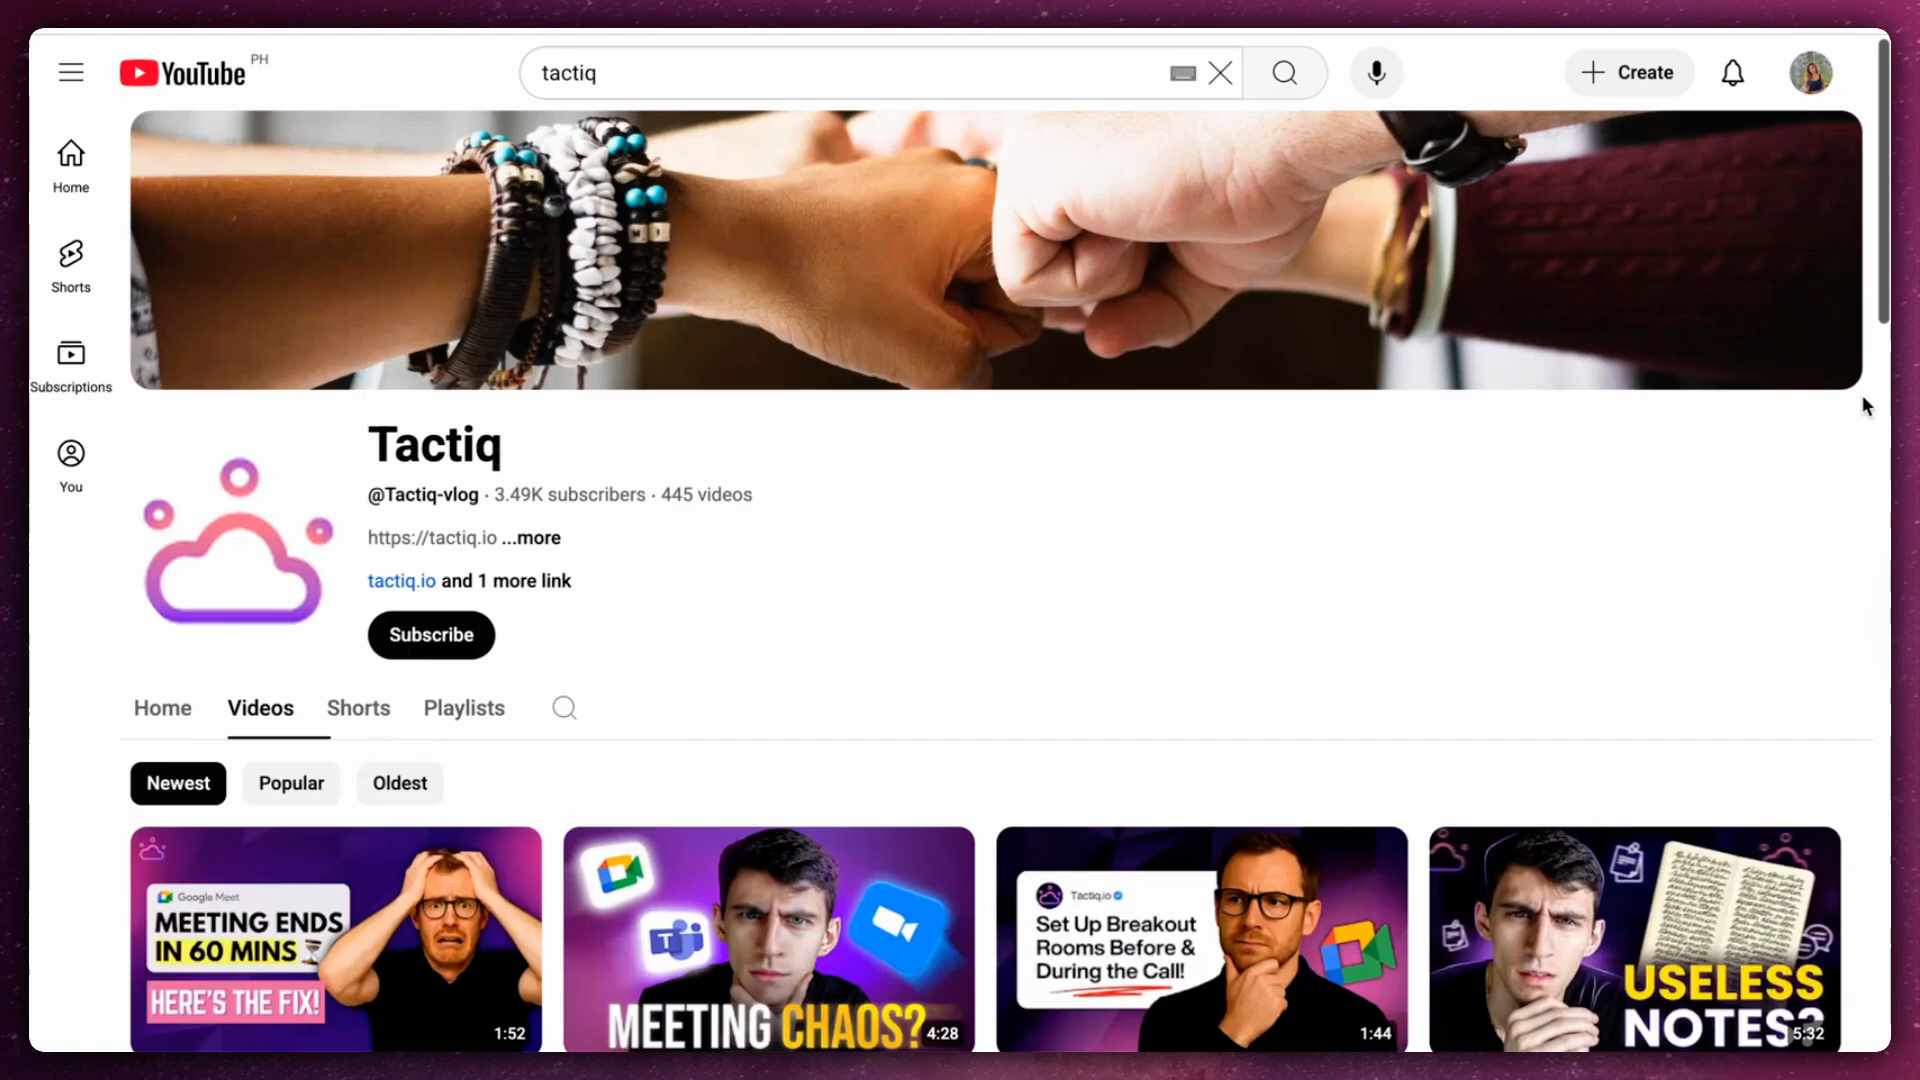 YouTube PH
tactiq
Create
Home
Shorts
Subscriptions
You
Tactiq
@Tactiq-vlog · 3.49K subscribers · 445 videos
https://tactiq.io ...more
tactiq.io and 1 more link
Subscribe
Home Videos Shorts Playlists
Newest Popular Oldest
Google Meet
MEETING ENDS
IN 60 MINS
HERE'S THE FIX!
1:52
MEETING CHAOS?
4:28
Tactiq.io
Set Up Breakout
Rooms Before &
During the Call!
1:44
USELESS
NOTES?
5:32